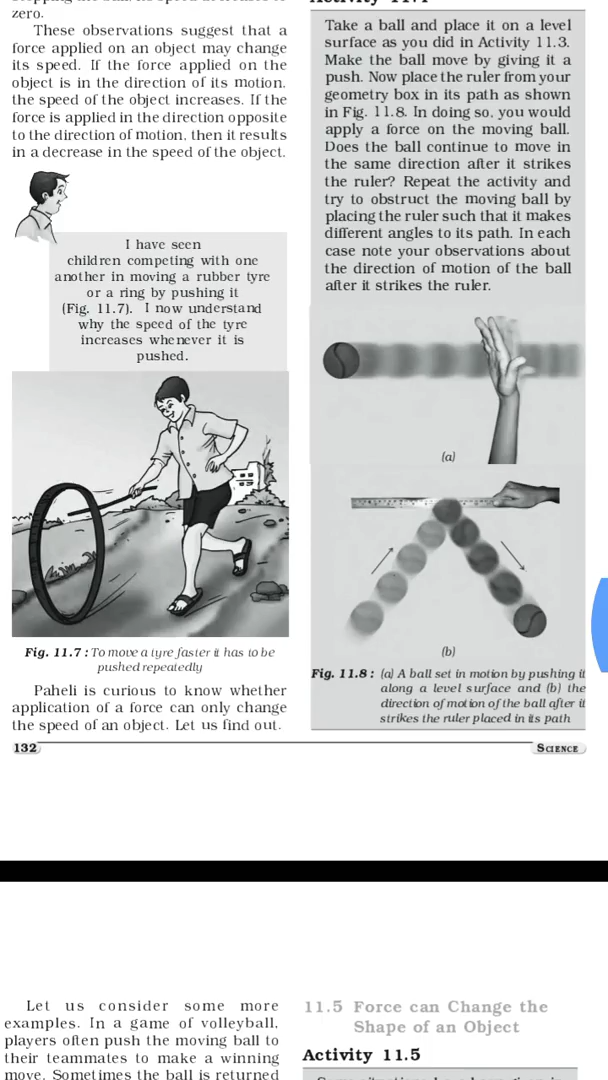 zero.
These observations suggest that a
force applied on an object may change
its speed. If the force applied on the
object is in the direction of its motion,
the speed of the object increases. If the
force is applied in the direction opposite
to the direction of motion, then it results
in a decrease in the speed of the object.
I have seen
children competing with one
another in moving a rubber tyre
or a ring by pushing it
(Fig. 11.7). I now understand
why the speed of the tyre
increases whenever it is
pushed.
Fig. 11.7 : To move a tyre faster it has to be
pushed repeatedly
Paheli is curious to know whether
application of a force can only change
the speed of an object. Let us find out.
Take a ball and place it on a level
surface as you did in Activity 11.3.
Make the ball move by giving it a
push. Now place the ruler from your
geometry box in its path as shown
in Fig. 11.8. In doing so, you would
apply a force on the moving ball.
Does the ball continue to move in
the same direction after it strikes
the ruler? Repeat the activity and
try to obstruct the moving ball by
placing the ruler such that it makes
different angles to its path. In each
case note your observations about
the direction of motion of the ball
after it strikes the ruler.
(a)
(b)
Fig. 11.8 : (a) A ball set in motion by pushing it
along a level surface and (b) the
direction of motion of the ball after it
strikes the ruler placed in its path
132
SCIENCE
Let us consider some more
examples. In a game of volleyball,
players often push the moving ball to
their teammates to make a winning
move. Sometimes the ball is returned
11.5 Force can Change the
Shape of an Object
Activity 11.5